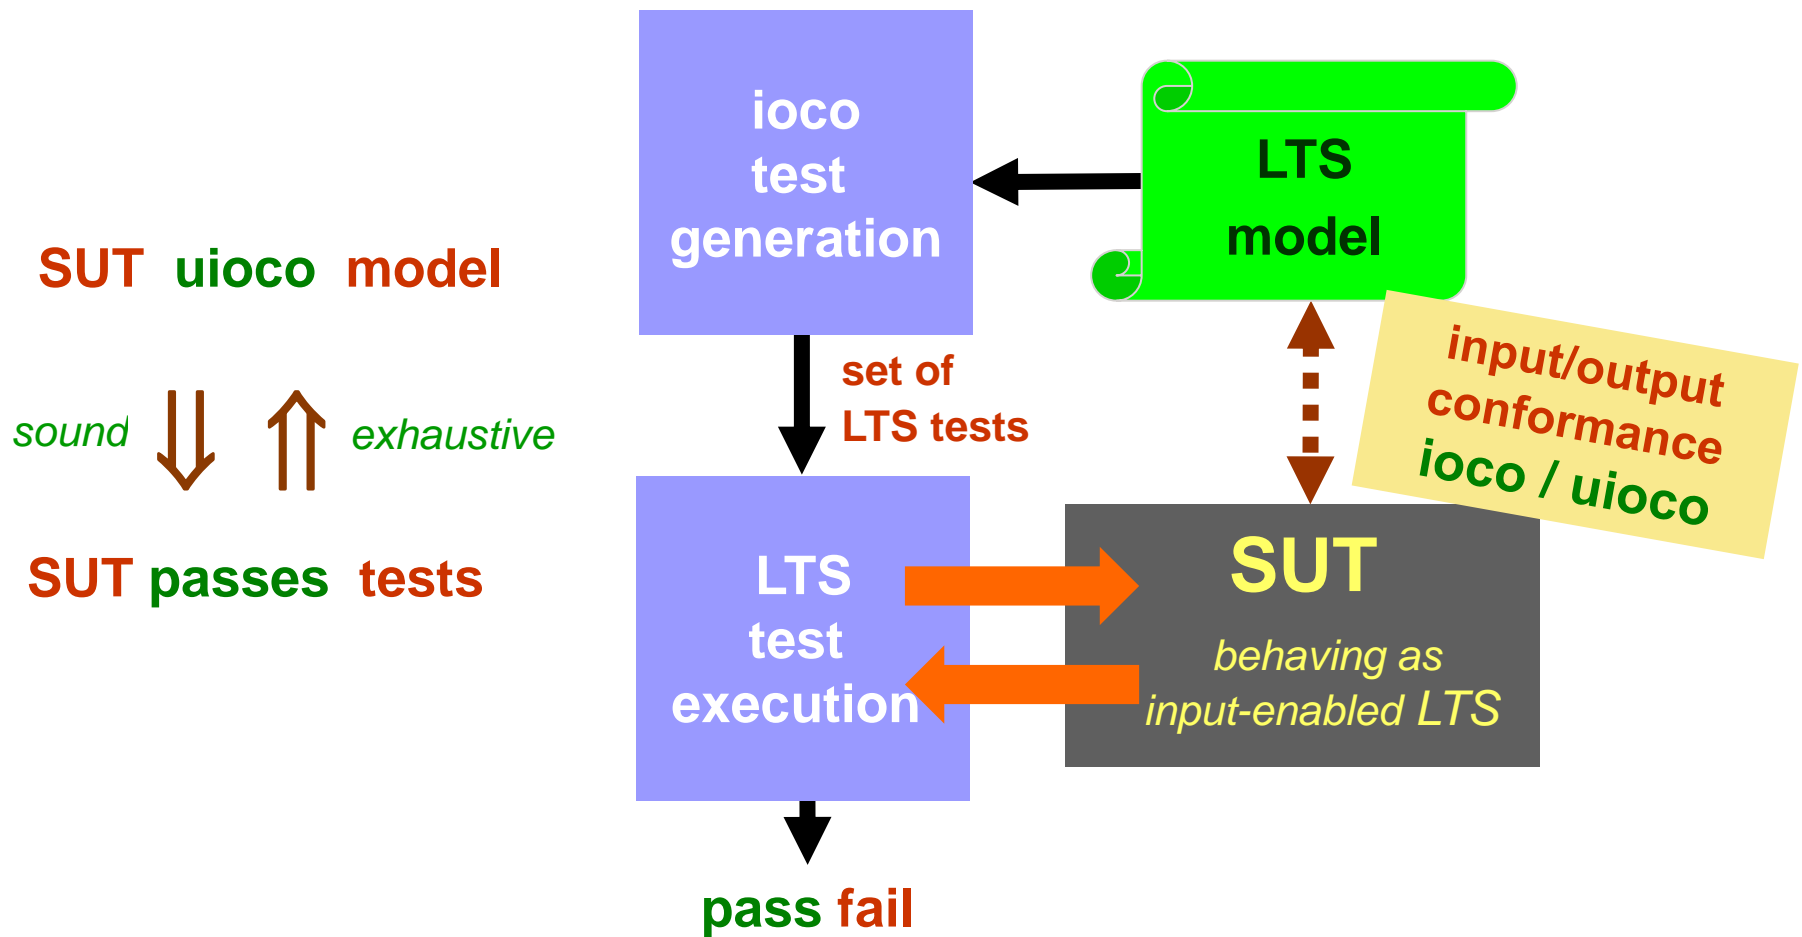 SUT uioco model
sound
exhaustive
SUT passes tests
ioco
test
generation
LTS
model
set of
LTS tests
input/output
conformance
ioco / uioco
LTS
test
execution
SUT
behaving as
input-enabled LTS
pass fail